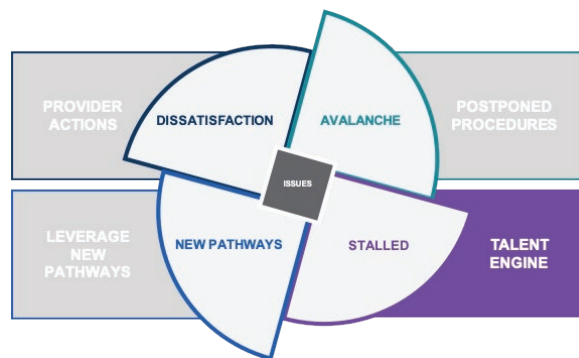 PROVIDER
ACTIONS
DISSATISFACTION
AVALANCHE
POSTPONED
PROCEDURES
ISSUES
LEVERAGE
NEW
PATHWAYS
NEW PATHWAYS
STALLED
TALENT
ENGINE